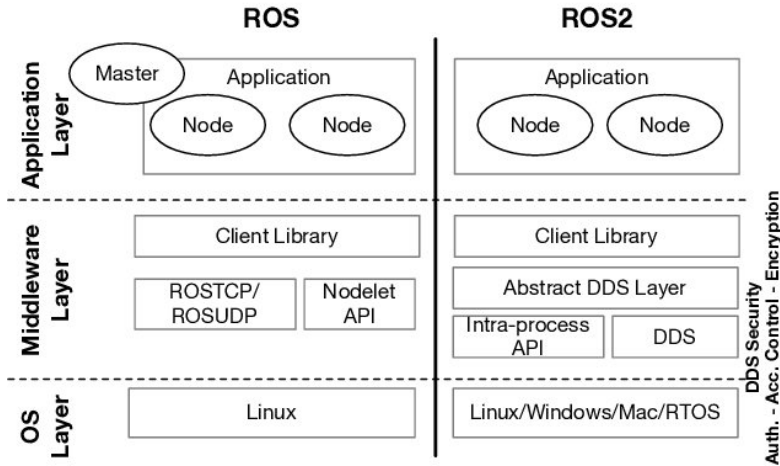 ROS
ROS2
Application
Layer
Master
Application
Node
Node
Application
Node
Node
Middleware
Layer
Client Library
ROSTCP/
ROSUDP
Nodelet
API
Client Library
Abstract DDS Layer
Intra-process
API
DDS
OS
Layer
Linux
Linux/Windows/Mac/RTOS
DDS Security
Auth. - Acc. Control - Encryption